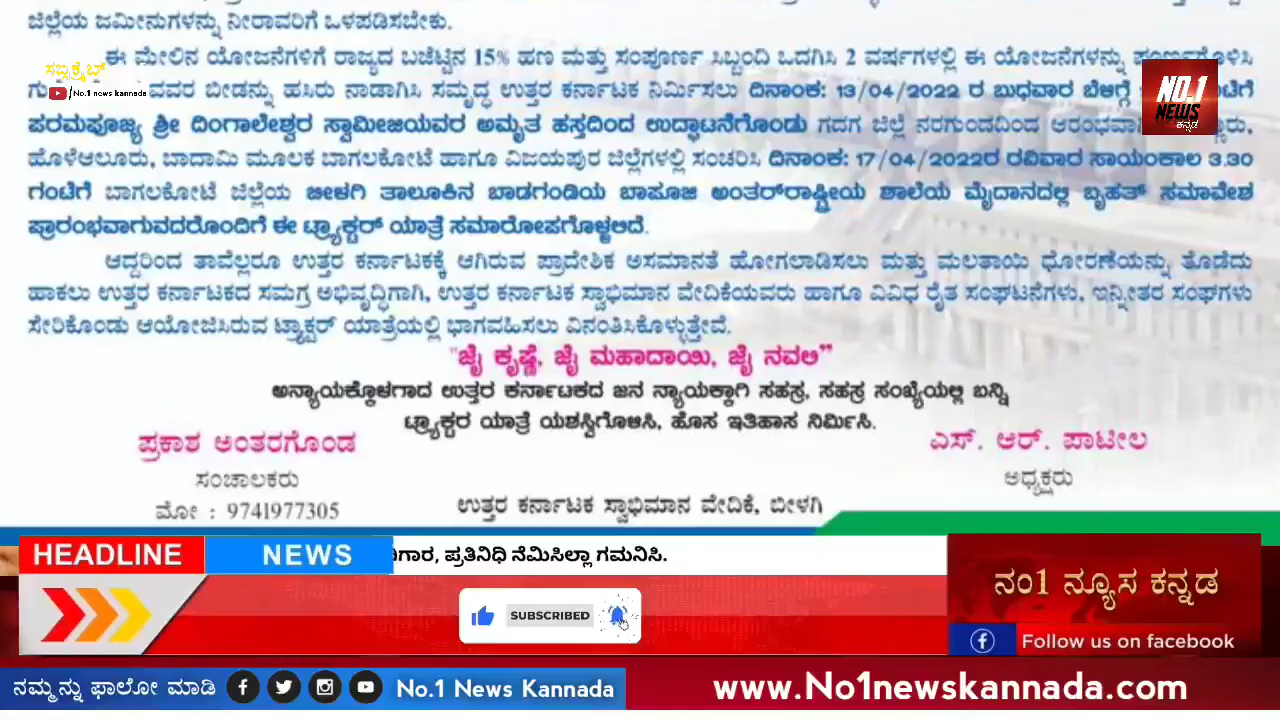 ಜಿಲ್ಲೆಯ ಜಮೀನುಗಳನ್ನು ನೀರಾವರಿಗೆ ಒಳಪಡಿಸಬೇಕು.
ಈ ಮೇಲಿನ ಯೋಜನೆಗಳಿಗೆ ರಾಜ್ಯದ ಬಜೆಟ್ಟಿನ 15% ಹಣ ಮತ್ತು ಸಂಪೂರ್ಣ ಸಿಬ್ಬಂದಿ ಒದಗಿಸಿ 2 ವರ್ಷಗಳಲ್ಲಿ ಈ ಯೋಜನೆಗಳನ್ನು ಪೂರ್ಣಗೊಳಿಸಿ
ಬೀಡನ್ನು ಹಸಿರು ನಾಡಾಗಿಸಿ ಸಮೃದ್ಧ ಉತ್ತರ ಕರ್ನಾಟಕ ನಿರ್ಮಿಸಲು ದಿನಾಂಕ: 13/04/2022 ರ ಬುಧವಾರ ಬೆಳಿಗ್ಗೆ
ಪರಮಪೂಜ್ಯ ಶ್ರೀ ದಿಂಗಾಲೇಶ್ವರ ಸ್ವಾಮೀಜಿಯವರ ಅಮೃತ ಹಸ್ತದಿಂದ ಉದ್ಘಾಟನೆಗೊಂಡು ಗದಗ ಜಿಲ್ಲೆ ನರಗುಂದದಿಂದ
ಹೊಳೆಆಲೂರು, ಬಾದಾಮಿ ಮೂಲಕ ಬಾಗಲಕೋಟೆ ಹಾಗೂ ವಿಜಯಪುರ ಜಿಲ್ಲೆಗಳಲ್ಲಿ ಸಂಚರಿಸಿ ದಿನಾಂಕ: 17/04/2022ರ ರವಿವಾರ ಸಾಯಂಕಾಲ 3.30
ಗಂಟೆಗೆ ಬಾಗಲಕೋಟೆ ಜಿಲ್ಲೆಯ ಬೀಳಗಿ ತಾಲೂಕಿನ ಬಾಡಗಂಡಿಯ ಬಾಪೂಜಿ ಅಂತರ್‌ರಾಷ್ಟ್ರೀಯ ಶಾಲೆಯ ಮೈದಾನದಲ್ಲಿ ಬೃಹತ್ ಸಮಾವೇಶ
ಪ್ರಾರಂಭವಾಗುವದರೊಂದಿಗೆ ಈ ಟ್ರ್ಯಾಕ್ಟರ್ ಯಾತ್ರೆ ಸಮಾರೋಪಗೊಳ್ಳಲಿದೆ.
ಆದ್ದರಿಂದ ತಾವೆಲ್ಲರೂ ಉತ್ತರ ಕರ್ನಾಟಕಕ್ಕೆ ಆಗಿರುವ ಪ್ರಾದೇಶಿಕ ಅಸಮಾನತೆ ಹೋಗಲಾಡಿಸಲು ಮತ್ತು ಮಲತಾಯಿ ಧೋರಣೆಯನ್ನು ತೊಡೆದು
ಹಾಕಲು ಉತ್ತರ ಕರ್ನಾಟಕದ ಸಮಗ್ರ ಅಭಿವೃದ್ಧಿಗಾಗಿ, ಉತ್ತರ ಕರ್ನಾಟಕ ಸ್ವಾಭಿಮಾನ ವೇದಿಕೆಯವರು ಹಾಗೂ ವಿವಿಧ ರೈತ ಸಂಘಟನೆಗಳು, ಇನ್ನೀತರ ಸಂಘಗಳು
ಸೇರಿಕೊಂಡು ಆಯೋಜಿಸಿರುವ ಟ್ರ್ಯಾಕ್ಟರ್ ಯಾತ್ರೆಯಲ್ಲಿ ಭಾಗವಹಿಸಲು ವಿನಂತಿಸಿಕೊಳ್ಳುತ್ತೇವೆ.
"ಜೈ ಕೃಷ್ಣೆ, ಜೈ ಮಹಾದಾಯಿ, ಜೈ ನವಲಿ”
ಅನ್ಯಾಯಕ್ಕೊಳಗಾದ ಉತ್ತರ ಕರ್ನಾಟಕದ ಜನ ನ್ಯಾಯಕ್ಕಾಗಿ ಸಹಸ್ರ, ಸಹಸ್ರ ಸಂಖ್ಯೆಯಲ್ಲಿ ಬನ್ನಿ
ಟ್ರ್ಯಾಕ್ಟರ ಯಾತ್ರೆ ಯಶಸ್ವಿಗೊಳಿಸಿ, ಹೊಸ ಇತಿಹಾಸ ನಿರ್ಮಿಸಿ.
ಪ್ರಕಾಶ ಅಂತರಗೊಂಡ
ಸಂಚಾಲಕರು
ಮೋ : 9741977305
ಎಸ್. ಆರ್. ಪಾಟೀಲ
ಅಧ್ಯಕ್ಷರು
ಉತ್ತರ ಕರ್ನಾಟಕ ಸ್ವಾಭಿಮಾನ ವೇದಿಕೆ, ಬೀಳಗಿ
ಸಬ್ಸಕ್ರೈಬ್
/No.1 news kannada
NO.1
NEWS
ಕನ್ನಡ
HEADLINE NEWS
ಪ್ರತಿನಿಧಿ ನೆಮಿಸಿಲ್ಲಾ ಗಮನಿಸಿ.
SUBSCRIBED
ನಂ1 ನ್ಯೂಸ ಕನ್ನಡ
Follow us on facebook
ನಮ್ಮನ್ನು ಫಾಲೋ ಮಾಡಿ
No.1 News Kannada
www.No1newskannada.com